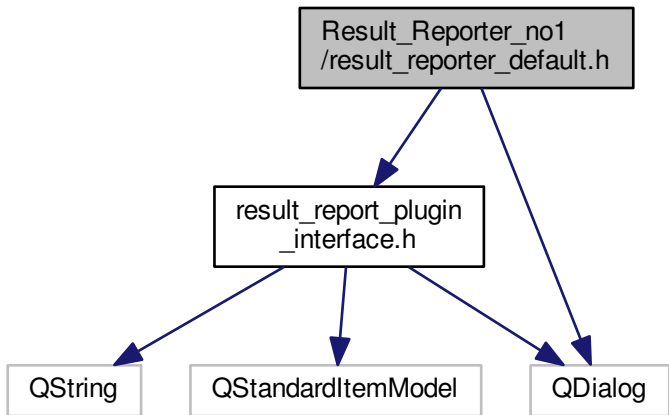 Result_Reporter_no1
/result_reporter_default.h
result_report_plugin
_interface.h
QString
QStandardItemModel
QDialog